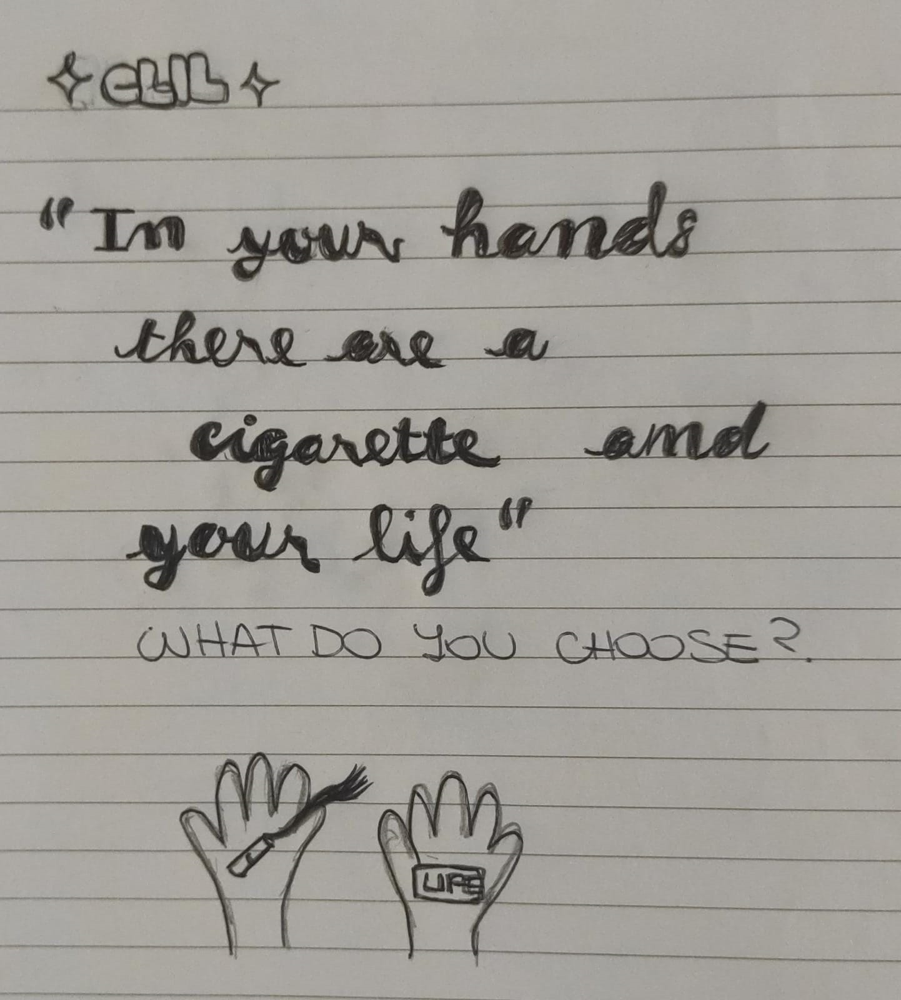 CLIL
"In your hands
there are a
cigarette and
your life"
WHAT DO YOU CHOOSE?
LIFE